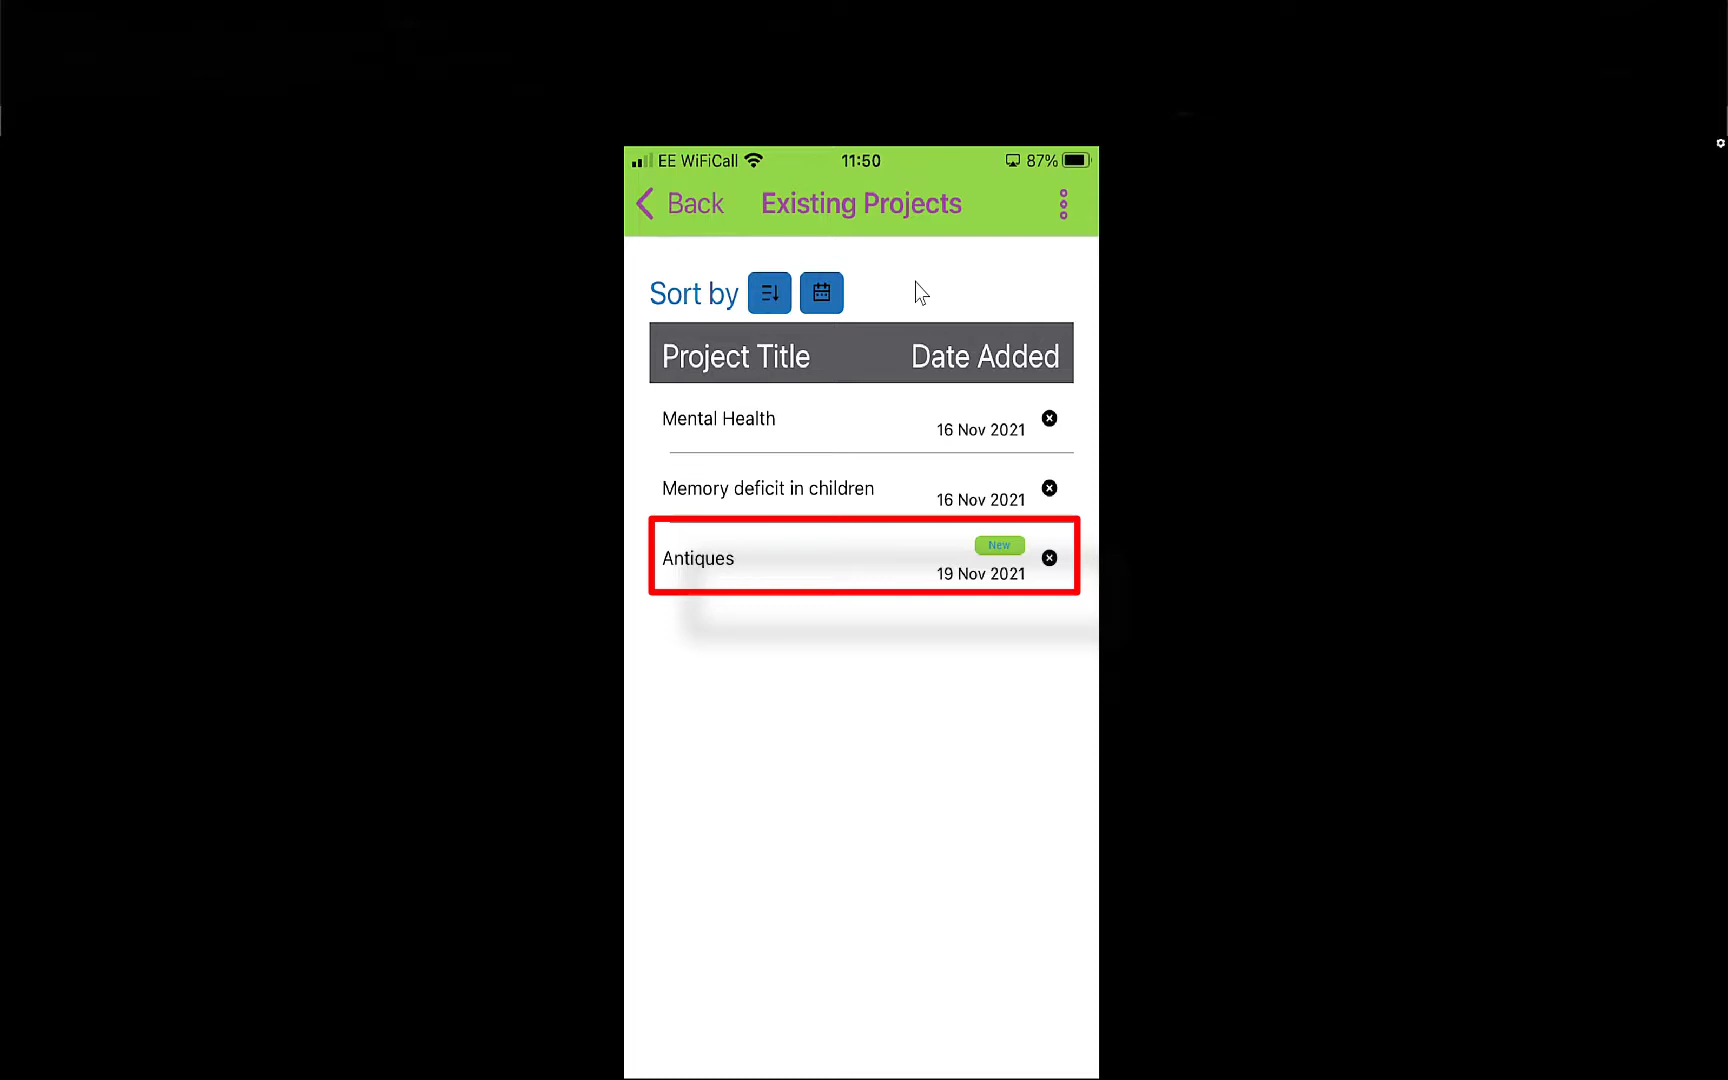 EE WiFiCall 11:50 87%
Back Existing Projects
Sort by
Project Title Date Added
Mental Health
16 Nov 2021
Memory deficit in children
16 Nov 2021
New
Antiques
19 Nov 2021